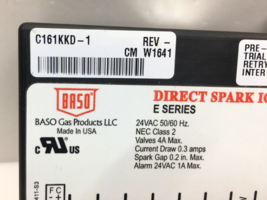 C161KKD-1 REV -
CM W1641
PRE-
TRIAL
RETRY
INTER
BASO
DIRECT SPARK IG
BASO Gas Products LLC
Made in USA
E SERIES
24VAC 50/60 Hz.
NEC Class 2
Valves 4A Max.
Current Draw 0.3 amps
Spark Gap 0.2 in. Max.
Alarm 24VAC 1A Max.
C US